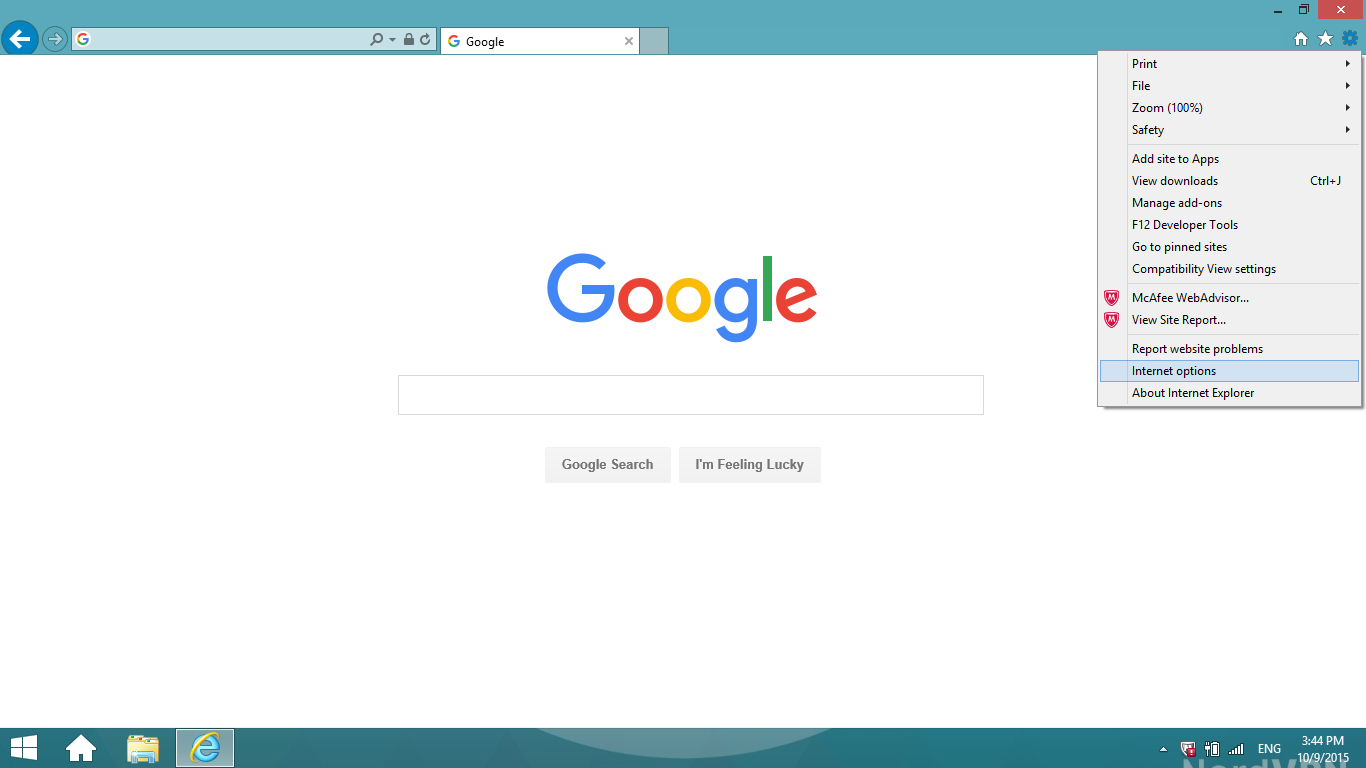 Google
Print
File
Zoom (100%)
Safety
Add site to Apps
View downloads Ctrl+J
Manage add-ons
F12 Developer Tools
Go to pinned sites
Compatibility View settings
McAfee WebAdvisor...
View Site Report...
Report website problems
Internet options
About Internet Explorer
Google
Google Search I'm Feeling Lucky
ENG
3:44 PM
10/9/2015
NordVPN